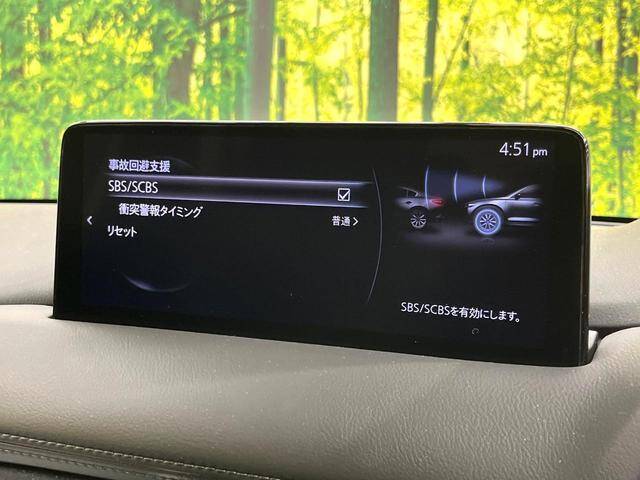 4:51 pm
事故回避支援
SBS/SCBS
衝突警報タイミング 普通
リセット
SBS/SCBSを有効にします。